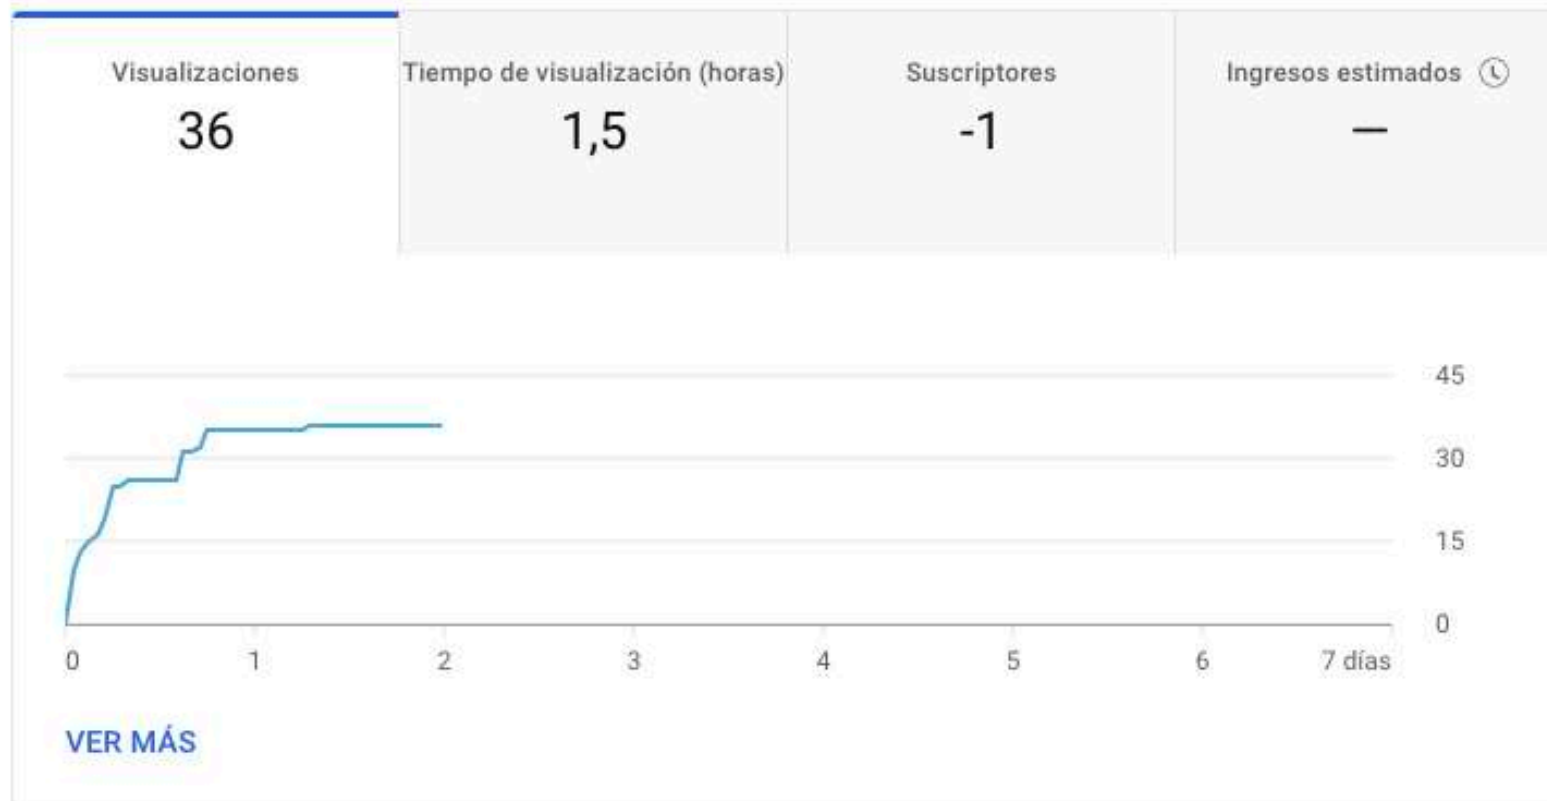 Visualizaciones
36
Tiempo de visualización (horas)
1,5
Suscriptores
-1
Ingresos estimados
—
45
30
15
0
0 1 2 3 4 5 6 7 días
VER MÁS